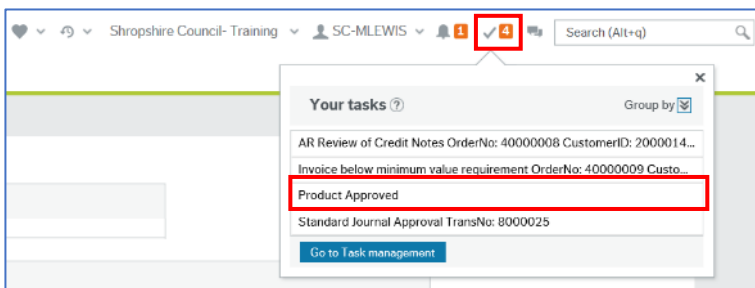 Shropshire Council- Training SC-MLEWIS 1 4 Search (Alt+q)
Your tasks ? Group by
AR Review of Credit Notes OrderNo: 40000008 CustomerID: 2000014...
Invoice below minimum value requirement OrderNo: 40000009 Custo...
Product Approved
Standard Journal Approval TransNo: 8000025
Go to Task management